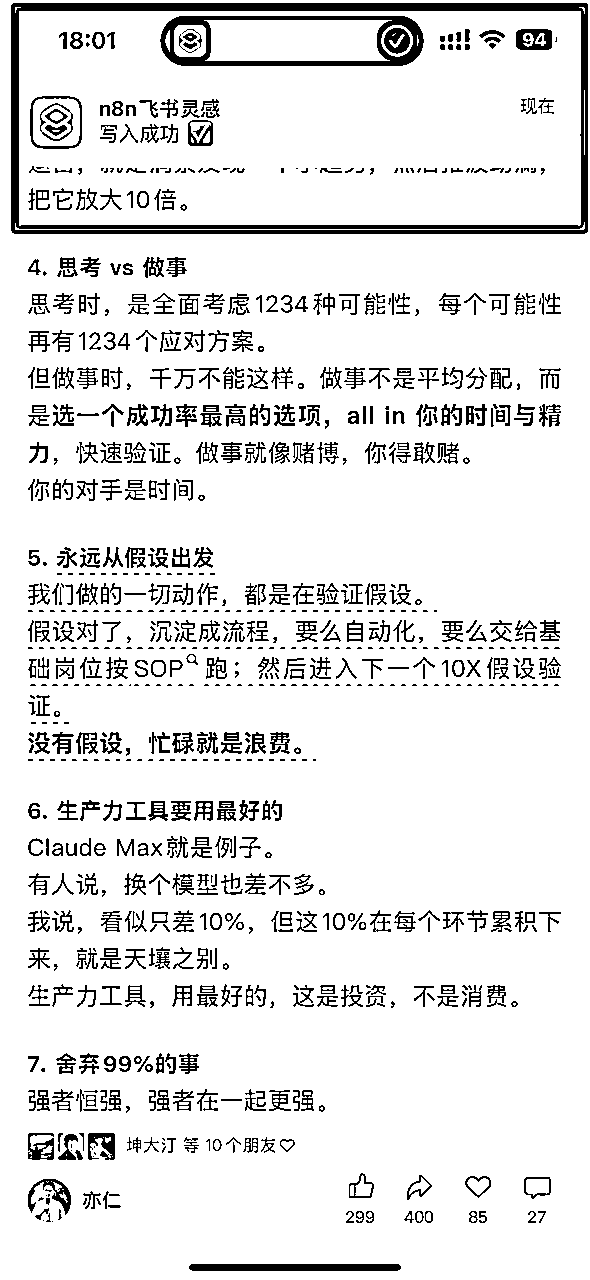 18:01
94
n8n飞书灵感
现在
写入成功
把它放大10倍。
4. 思考 vs 做事
思考时，是全面考虑1234种可能性，每个可能性
再有1234个应对方案。
但做事时，千万不能这样。做事不是平均分配，而
是选一个成功率最高的选项，all in 你的时间与精
力，快速验证。做事就像赌博，你得敢赌。
你的对手是时间。
5. 永远从假设出发
我们做的一切动作，都是在验证假设。
假设对了，沉淀成流程，要么自动化，要么交给基
础岗位按SOP跑；然后进入下一个10X假设验
证。
没有假设，忙碌就是浪费。
6. 生产力工具要用最好的
Claude Max就是例子。
有人说，换个模型也差不多。
我说，看似只差10%，但这10%在每个环节累积下
来，就是天壤之别。
生产力工具，用最好的，这是投资，不是消费。
7. 舍弃99%的事
强者恒强，强者在一起更强。
坤大汀 等 10个朋友♡
亦仁
299
400
85
27